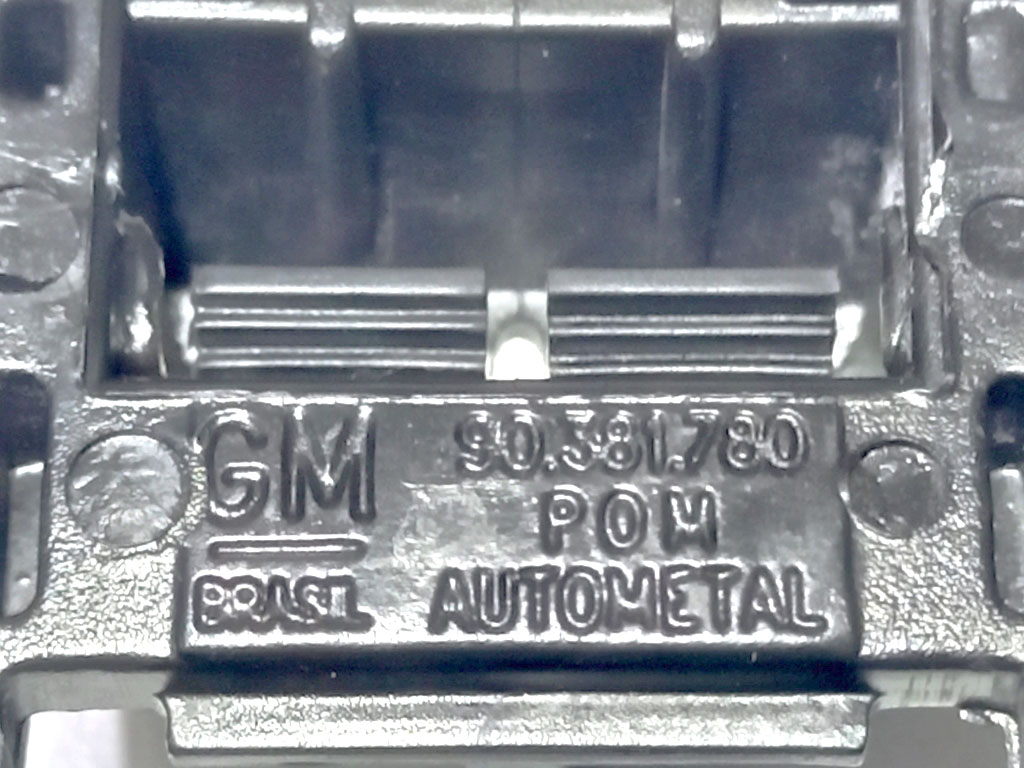 GM
BRASIL
90.381.780
POM
AUTOMETAL